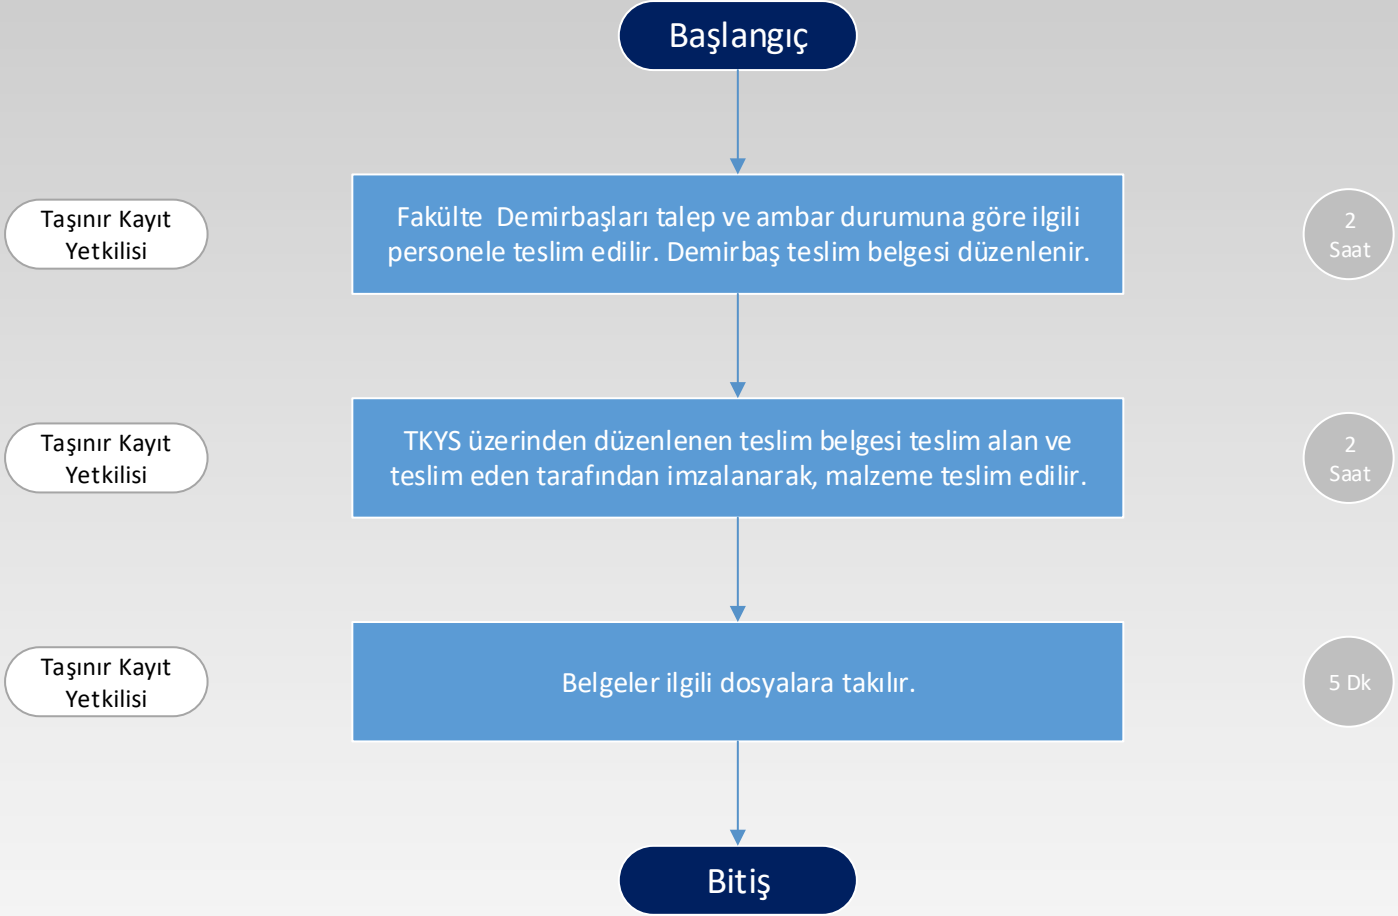 Başlangıç
Taşınır Kayıt
Yetkilisi
Fakülte Demirbaşları talep ve ambar durumuna göre ilgili
personele teslim edilir. Demirbaş teslim belgesi düzenlenir.
2
Saat
Taşınır Kayıt
Yetkilisi
TKYS üzerinden düzenlenen teslim belgesi teslim alan ve
teslim eden tarafından imzalanarak, malzeme teslim edilir.
2
Saat
Taşınır Kayıt
Yetkilisi
Belgeler ilgili dosyalara takılır.
5 Dk
Bitiş